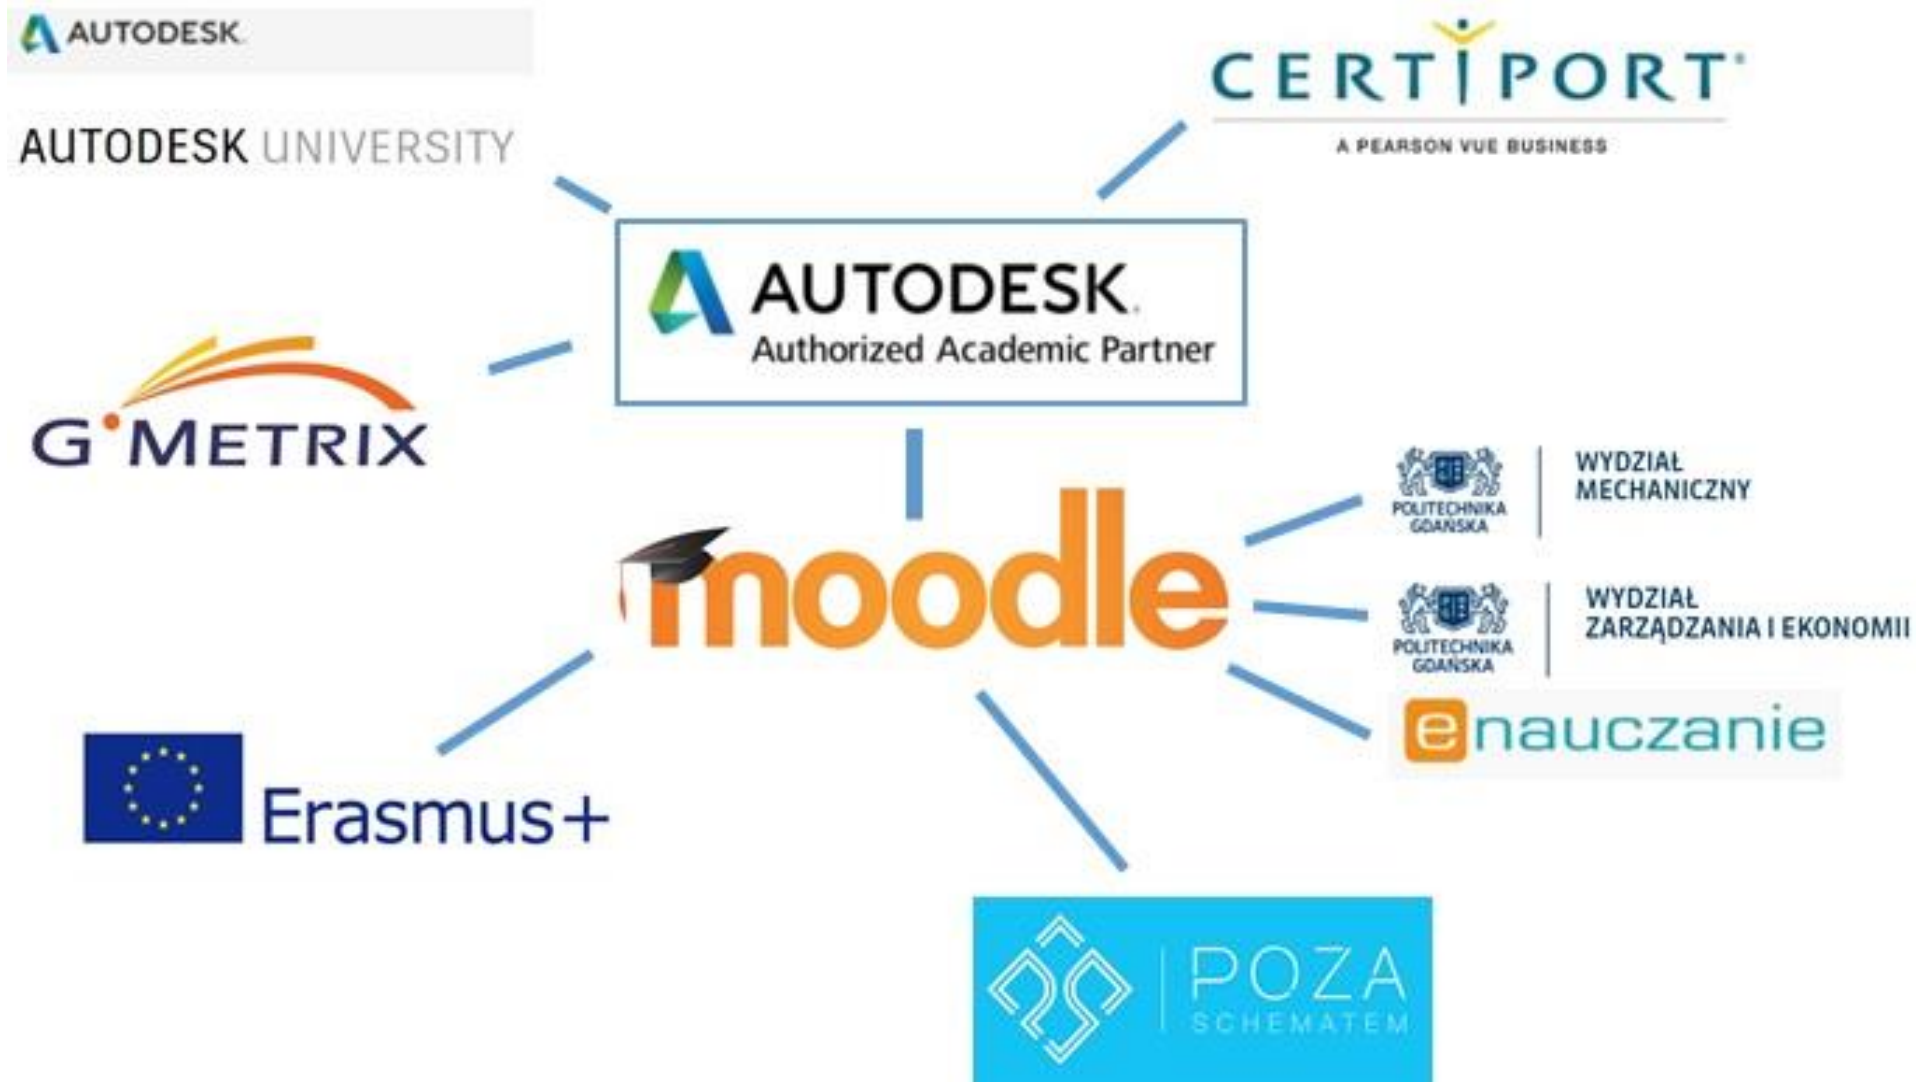 AUTODESK
AUTODESK UNIVERSITY
CERTIPORT
A PEARSON VUE BUSINESS
AUTODESK
Authorized Academic Partner
G METRIX
moodle
POLITECHNIKA
GDAŃSKA
WYDZIAŁ
MECHANICZNY
POLITECHNIKA
GDAŃSKA
WYDZIAŁ
ZARZĄDZANIA I EKONOMII
e nauczanie
Erasmus+
POZA
SCHEMATEM